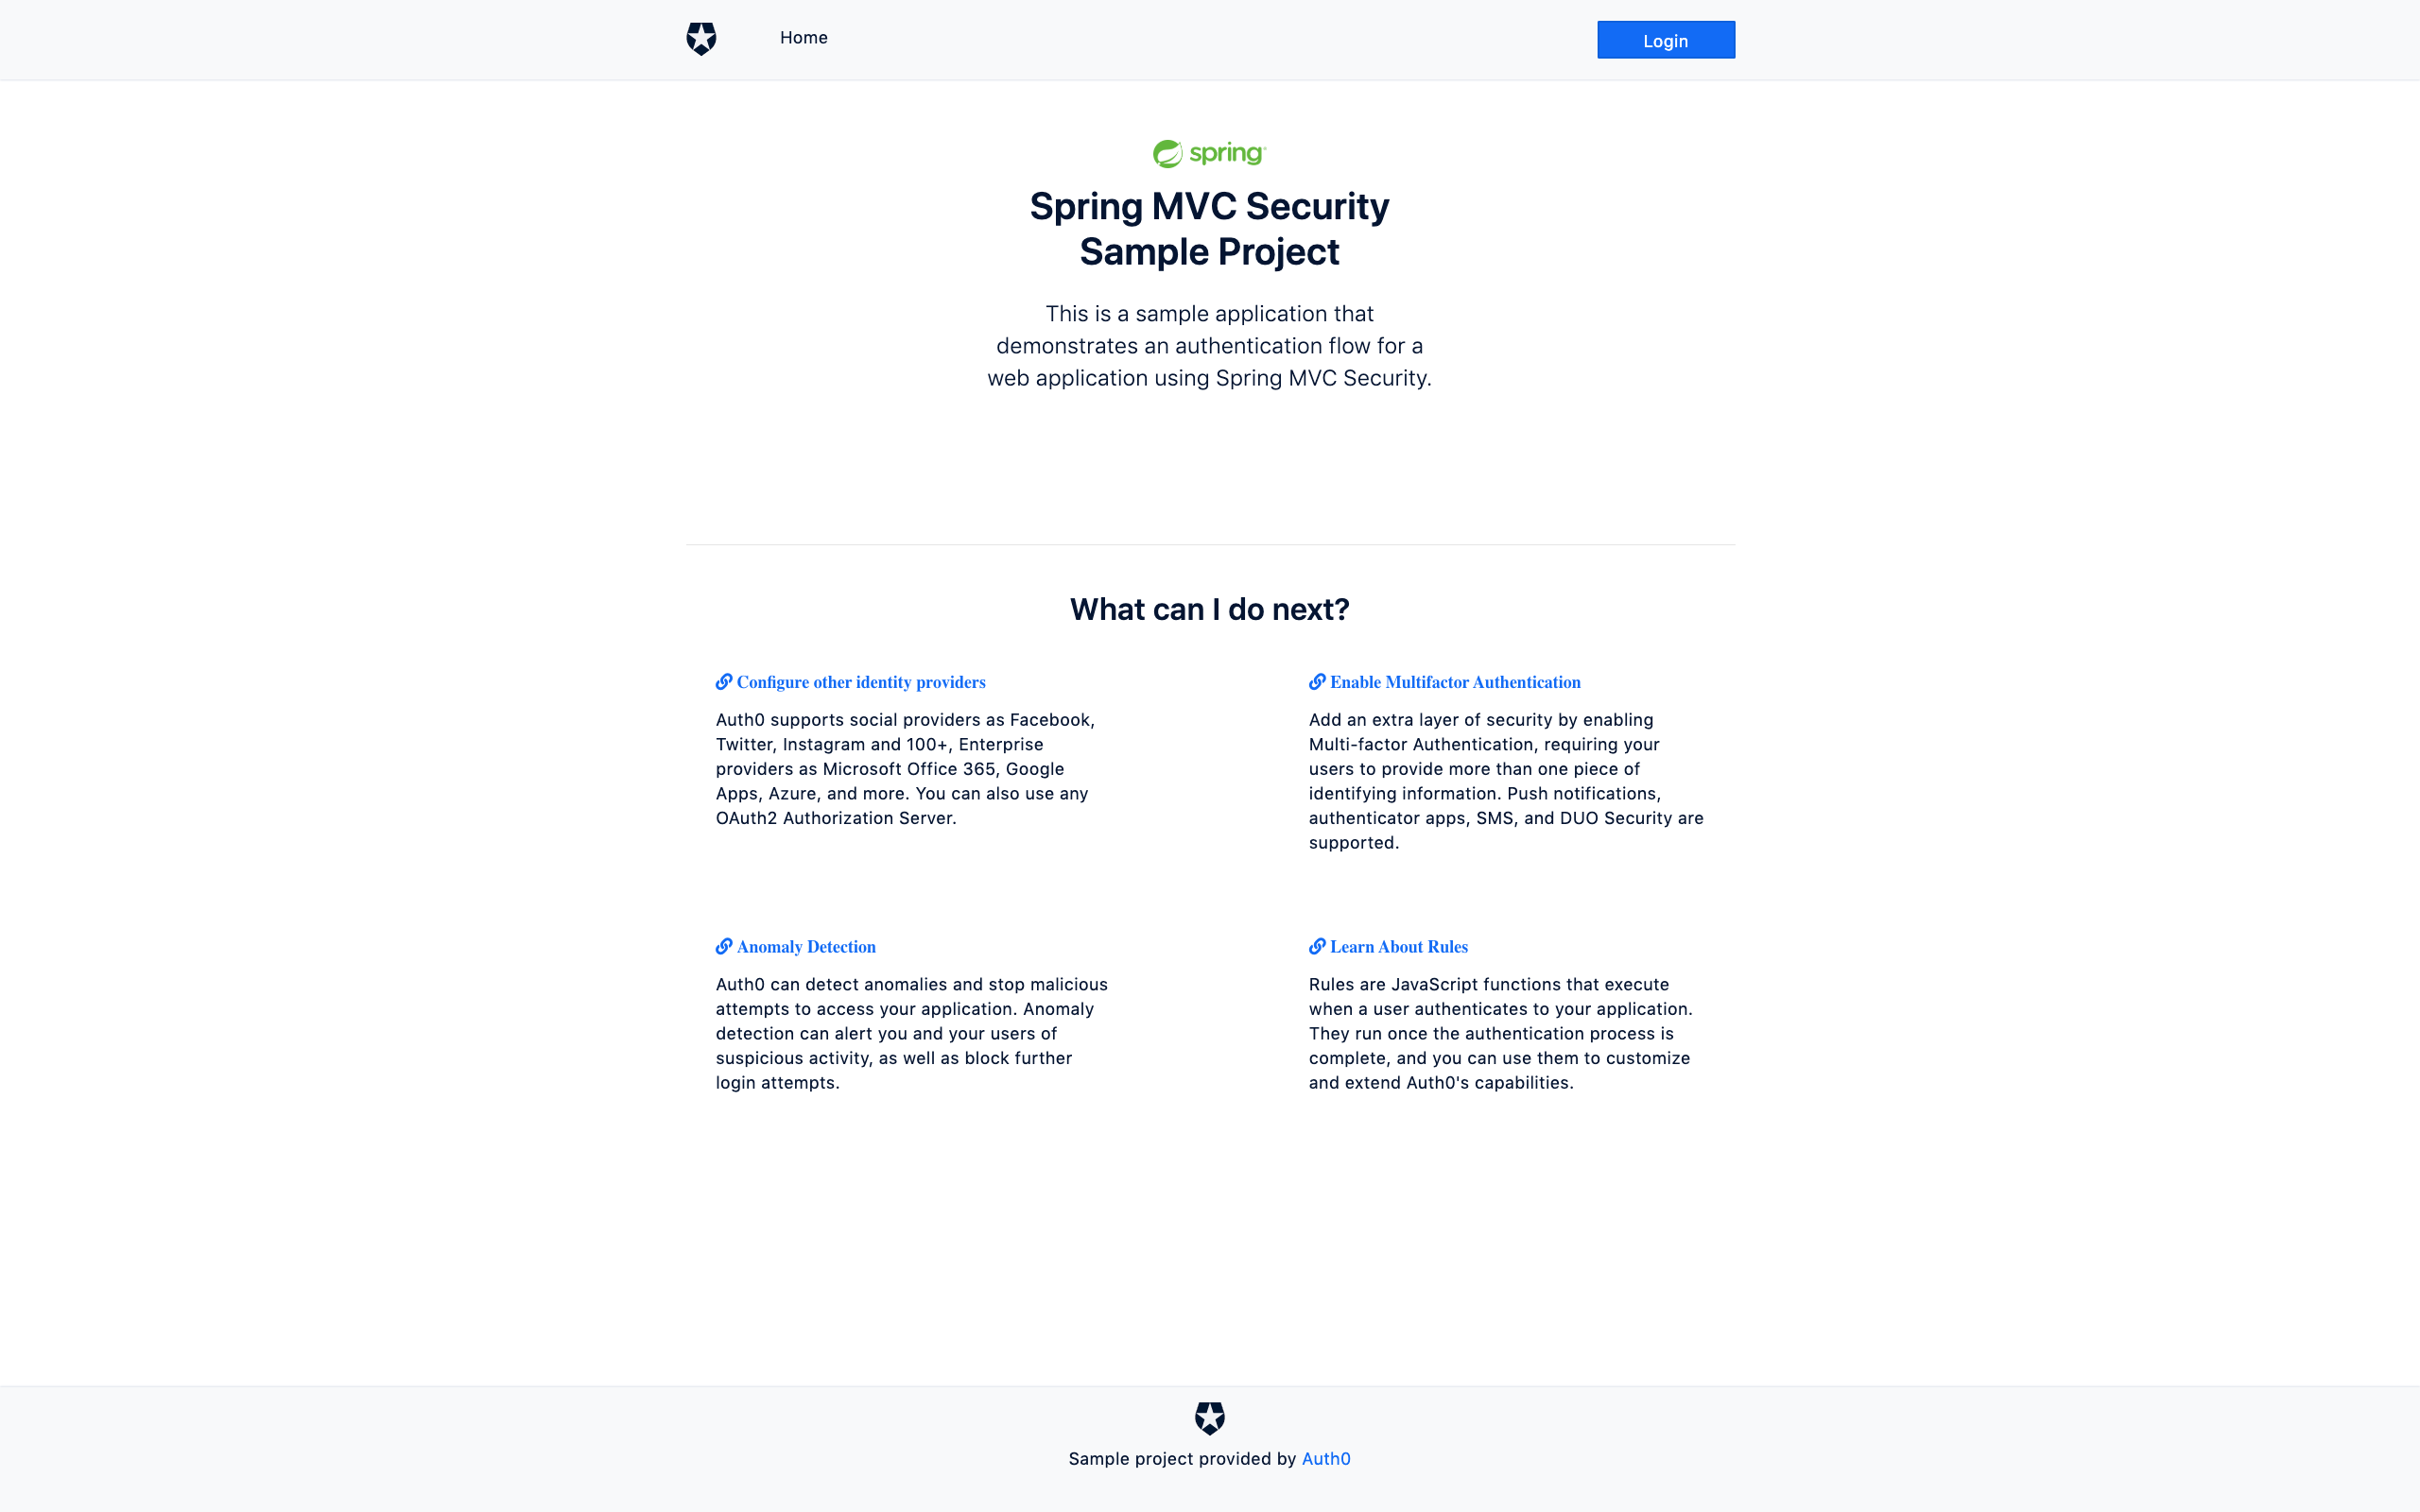 Home
Login
spring
Spring MVC Security
Sample Project
This is a sample application that
demonstrates an authentication flow for a
web application using Spring MVC Security.
What can I do next?
Configure other identity providers
Auth0 supports social providers as Facebook,
Twitter, Instagram and 100+, Enterprise
providers as Microsoft Office 365, Google
Apps, Azure, and more. You can also use any
OAuth2 Authorization Server.
Enable Multifactor Authentication
Add an extra layer of security by enabling
Multi-factor Authentication, requiring your
users to provide more than one piece of
identifying information. Push notifications,
authenticator apps, SMS, and DUO Security are
supported.
Anomaly Detection
Auth0 can detect anomalies and stop malicious
attempts to access your application. Anomaly
detection can alert you and your users of
suspicious activity, as well as block further
login attempts.
Learn About Rules
Rules are JavaScript functions that execute
when a user authenticates to your application.
They run once the authentication process is
complete, and you can use them to customize
and extend Auth0's capabilities.
Sample project provided by Auth0